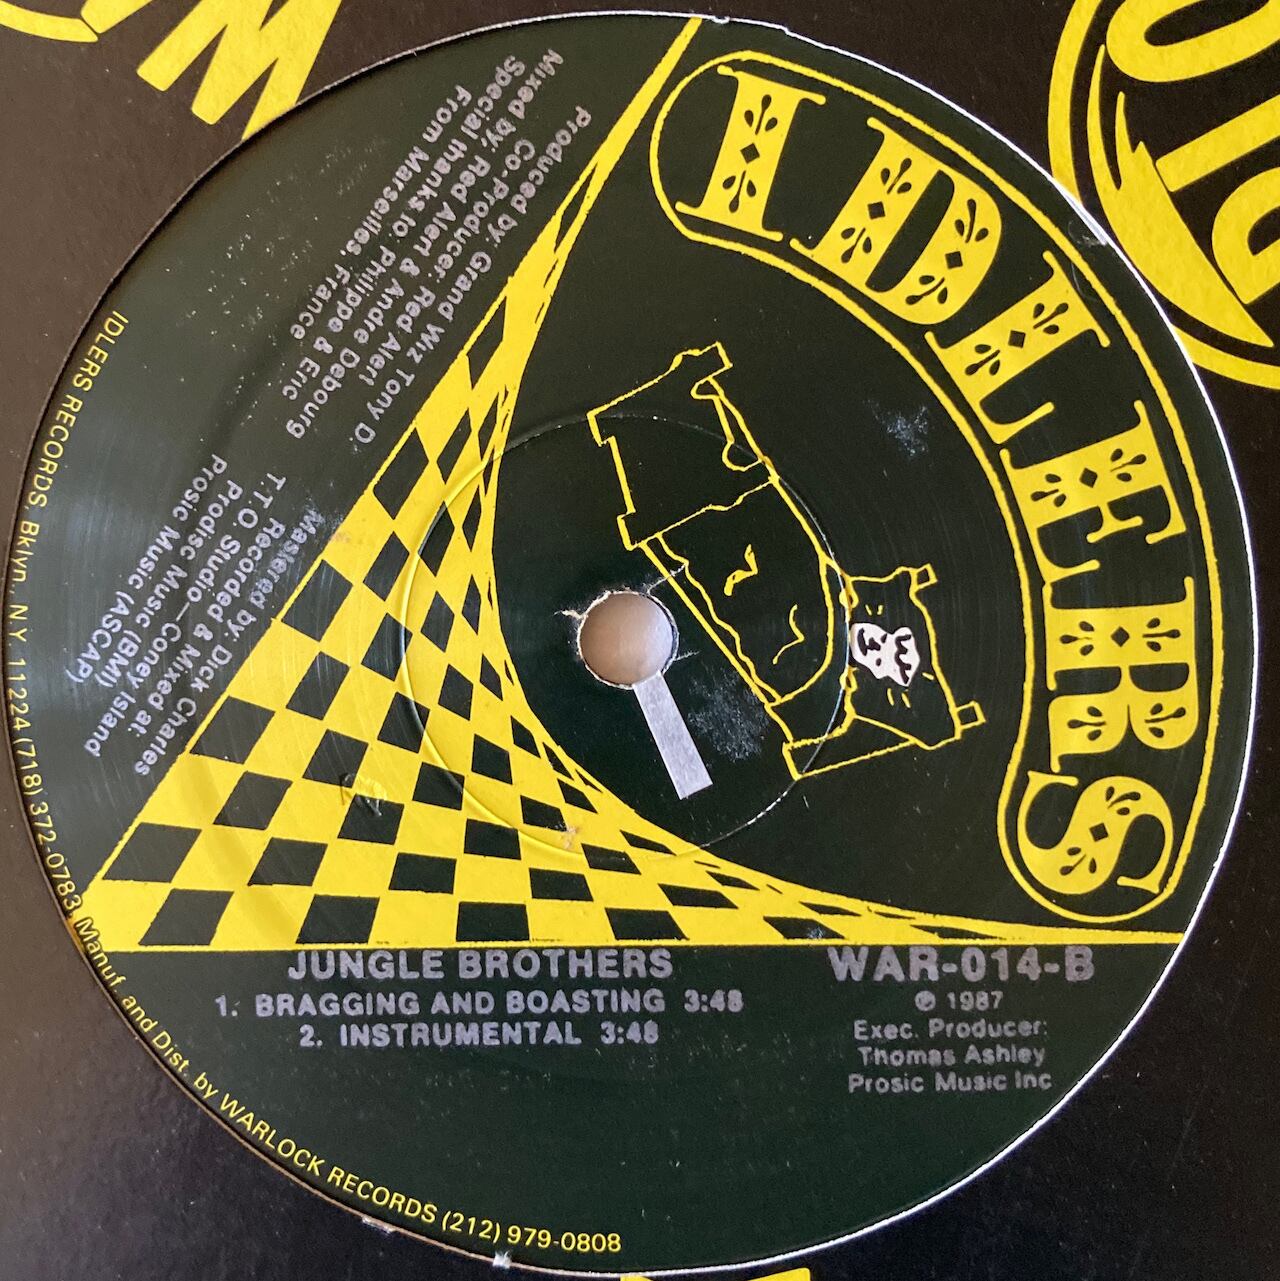 IDLERS
JUNGLE BROTHERS
1. BRAGGING AND BOASTING 3:48
2. INSTRUMENTAL 3:48
WAR-014-B
℗ 1987
Exec. Producer:
Thomas Ashley
Prosic Music Inc
Produced by: Grand Wiz Tony D.
Co-Producer: Red Alert
Mixed by: Red Alert & Andre Debourg
Special thanks to: Philippe & Eric
From Marseilles, France
Mastered by: Dick Charles
Recorded & Mixed at:
T.T.O. Studio—Coney Island
Prodisc Music (BMI)
Prosic Music (ASCAP)
IDLERS RECORDS, Bklyn, N.Y. 11224 (718) 372-0783, Manuf. and Dist. by WARLOCK RECORDS (212) 979-0808